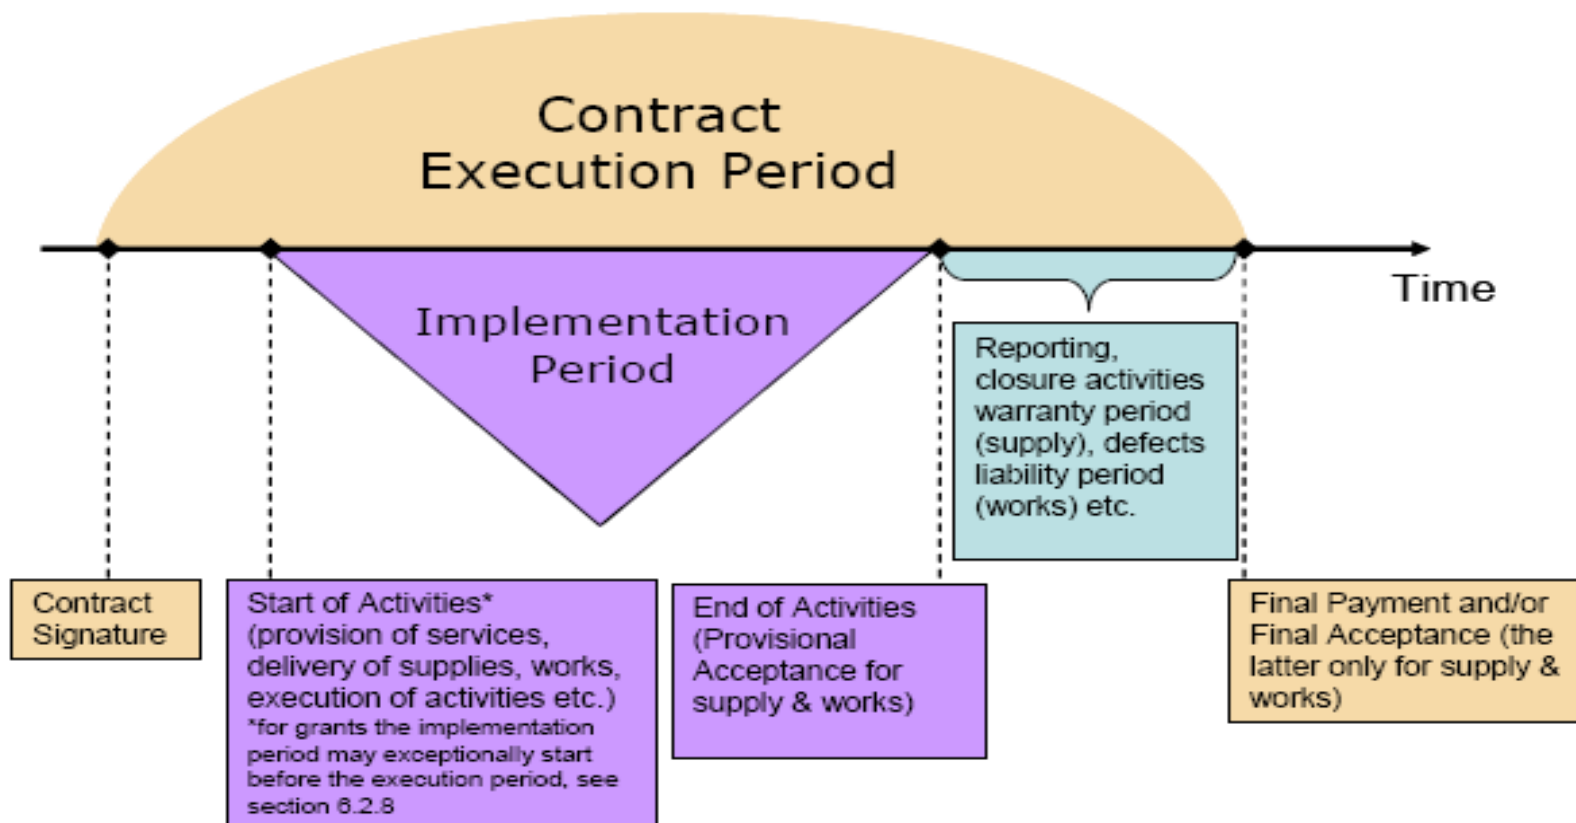 Contract
Execution Period
Time
Implementation
Period
Reporting,
closure activities
warranty period
(supply), defects
liability period
(works) etc.
Contract
Signature
Start of Activities*
(provision of services,
delivery of supplies, works,
execution of activities etc.)
*for grants the implementation
period may exceptionally start
before the execution period, see
section 6.2.8
End of Activities
(Provisional
Acceptance for
supply & works)
Final Payment and/or
Final Acceptance (the
latter only for supply &
works)